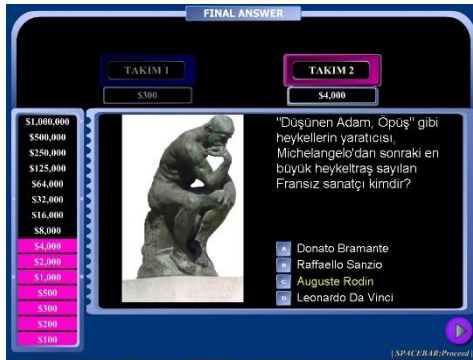 FINAL ANSWER
TAKIM 1
$300
TAKIM 2
$4,000
$1,000,000
$500,000
$250,000
$125,000
$64,000
$32,000
$16,000
$8,000
$4,000
$2,000
$1,000
$500
$300
$200
$100
"Düşünen Adam, Öpüş" gibi
heykellerin yaratıcısı,
Michelangelo'dan sonraki en
büyük heykeltraş sayılan
Fransız sanatçı kimdir?
A Donato Bramante
B Raffaello Sanzio
C Auguste Rodin
D Leonardo Da Vinci
[SPACEBAR:Proceed]